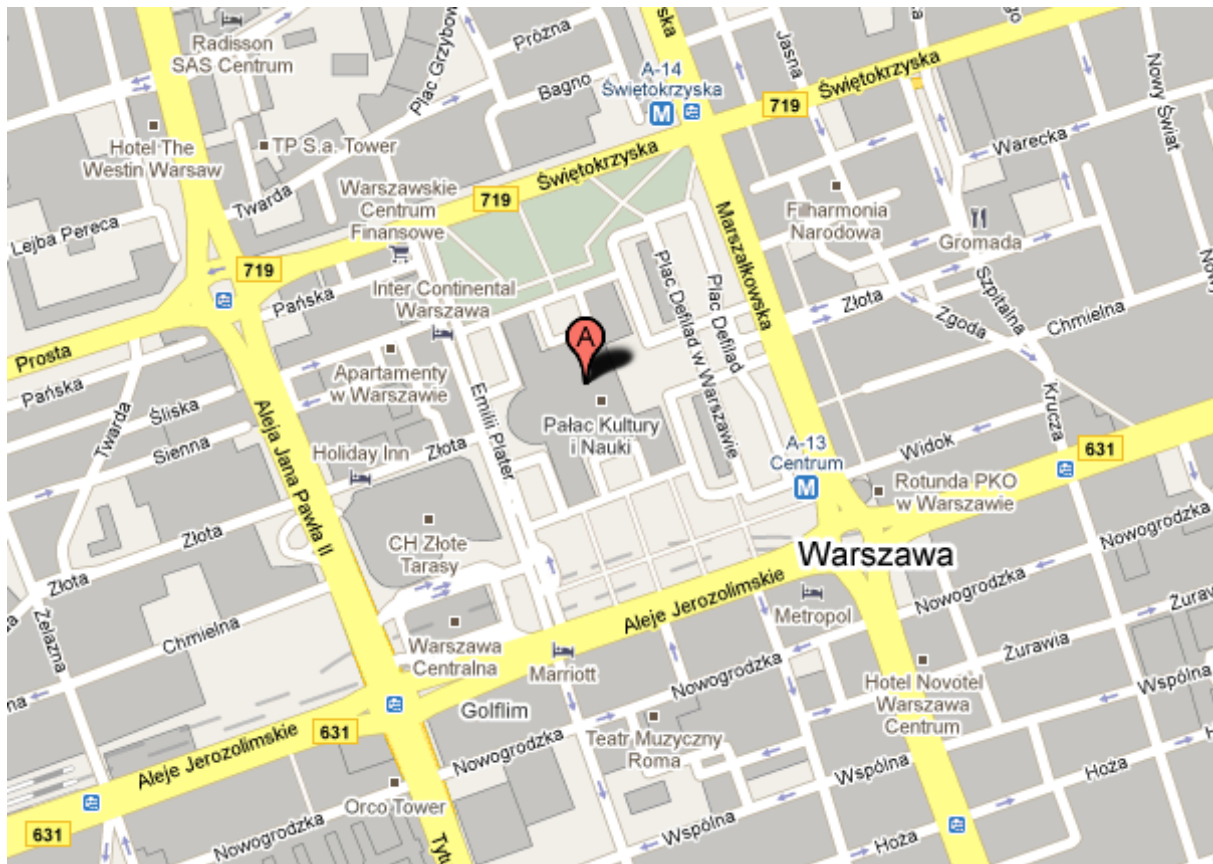 Radisson
SAS Centrum
Plac Grzybow
Próżna
Bagno
A-14
Świętokrzyska
M
Jasna
719
Świętokrzyska
Nowy Świat
Warecka
Hotel The
Westin Warsaw
TP S.a. Tower
Twarda
Warszawskie
Centrum
Finansowe
719
Świętokrzyska
Marszałkowska
Filharmonia
Narodowa
Gromada
Szpitalna
Lejba Pereca
719
Pańska
Inter Continental
Warszawa
Plac Defilad w Warszawie
Plac Defilad
Złota
Zgoda
Chmielna
Prosta
Pańska
Śliska
Sienna
Twarda
Apartamenty
w Warszawie
Emilii Plater
A
Pałac Kultury
i Nauki
Krucza
Widok
631
Aleja Jana Pawła II
Holiday Inn
Złota
A-13
Centrum
M
Rotunda PKO
w Warszawie
Złota
CH Złote
Tarasy
Warszawa
Nowogrodzka
Złota
Żelazna
Chmielna
Warszawa
Centralna
Aleje Jerozolimskie
Metropol
Nowogrodzka
Żurawia
Żurawia
Marriott
Nowogrodzka
Hotel Novotel
Warszawa
Centrum
Wspólna
Golflim
631
Aleje Jerozolimskie
Nowogrodzka
Teatr Muzyczny
Roma
Wspólna
Hoża
Orco Tower
631
Nowogrodzka
Wspólna
Hoża